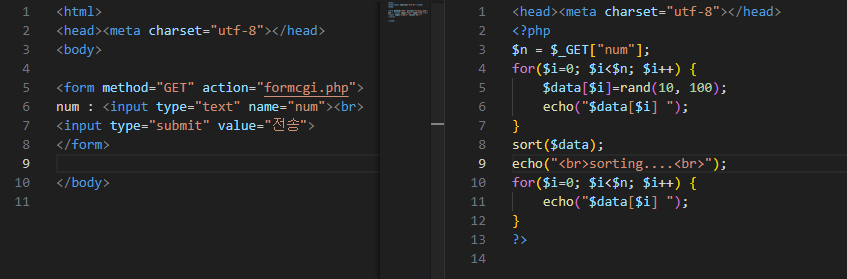 1 <html>
2 <head><meta charset="utf-8"></head>
3 <body>
4
5 <form method="GET" action="formcgi.php">
6 num : <input type="text" name="num"><br>
7 <input type="submit" value="전송">
8 </form>
9
10 </body>
11
1 <head><meta charset="utf-8"></head>
2 <?php
3 $n = $_GET["num"];
4 for($i=0; $i<$n; $i++) {
5 $data[$i]=rand(10, 100);
6 echo("$data[$i] ");
7 }
8 sort($data);
9 echo("<br>sorting....<br>");
10 for($i=0; $i<$n; $i++) {
11 echo("$data[$i] ");
12 }
13 ?>
14